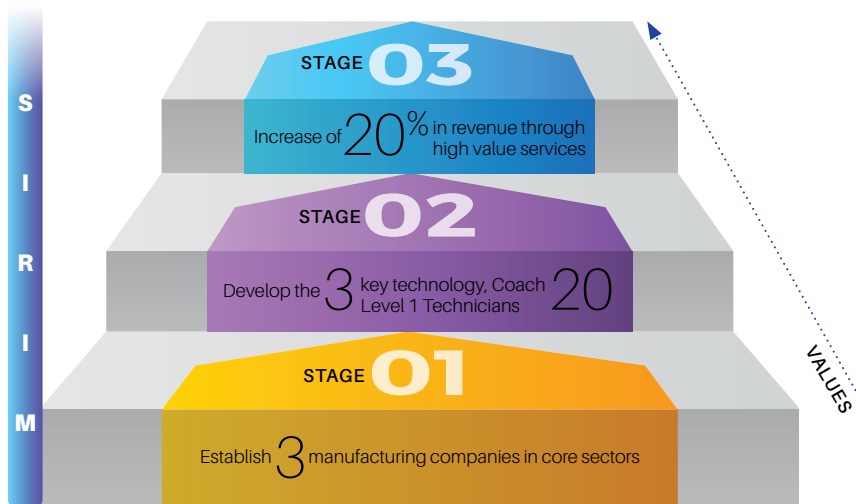 SIRIM
STAGE 03
Increase of 20% in revenue through
high value services
STAGE 02
Develop the 3 key technology, Coach 20
Level 1 Technicians
STAGE 01
Establish 3 manufacturing companies in core sectors
VALUES